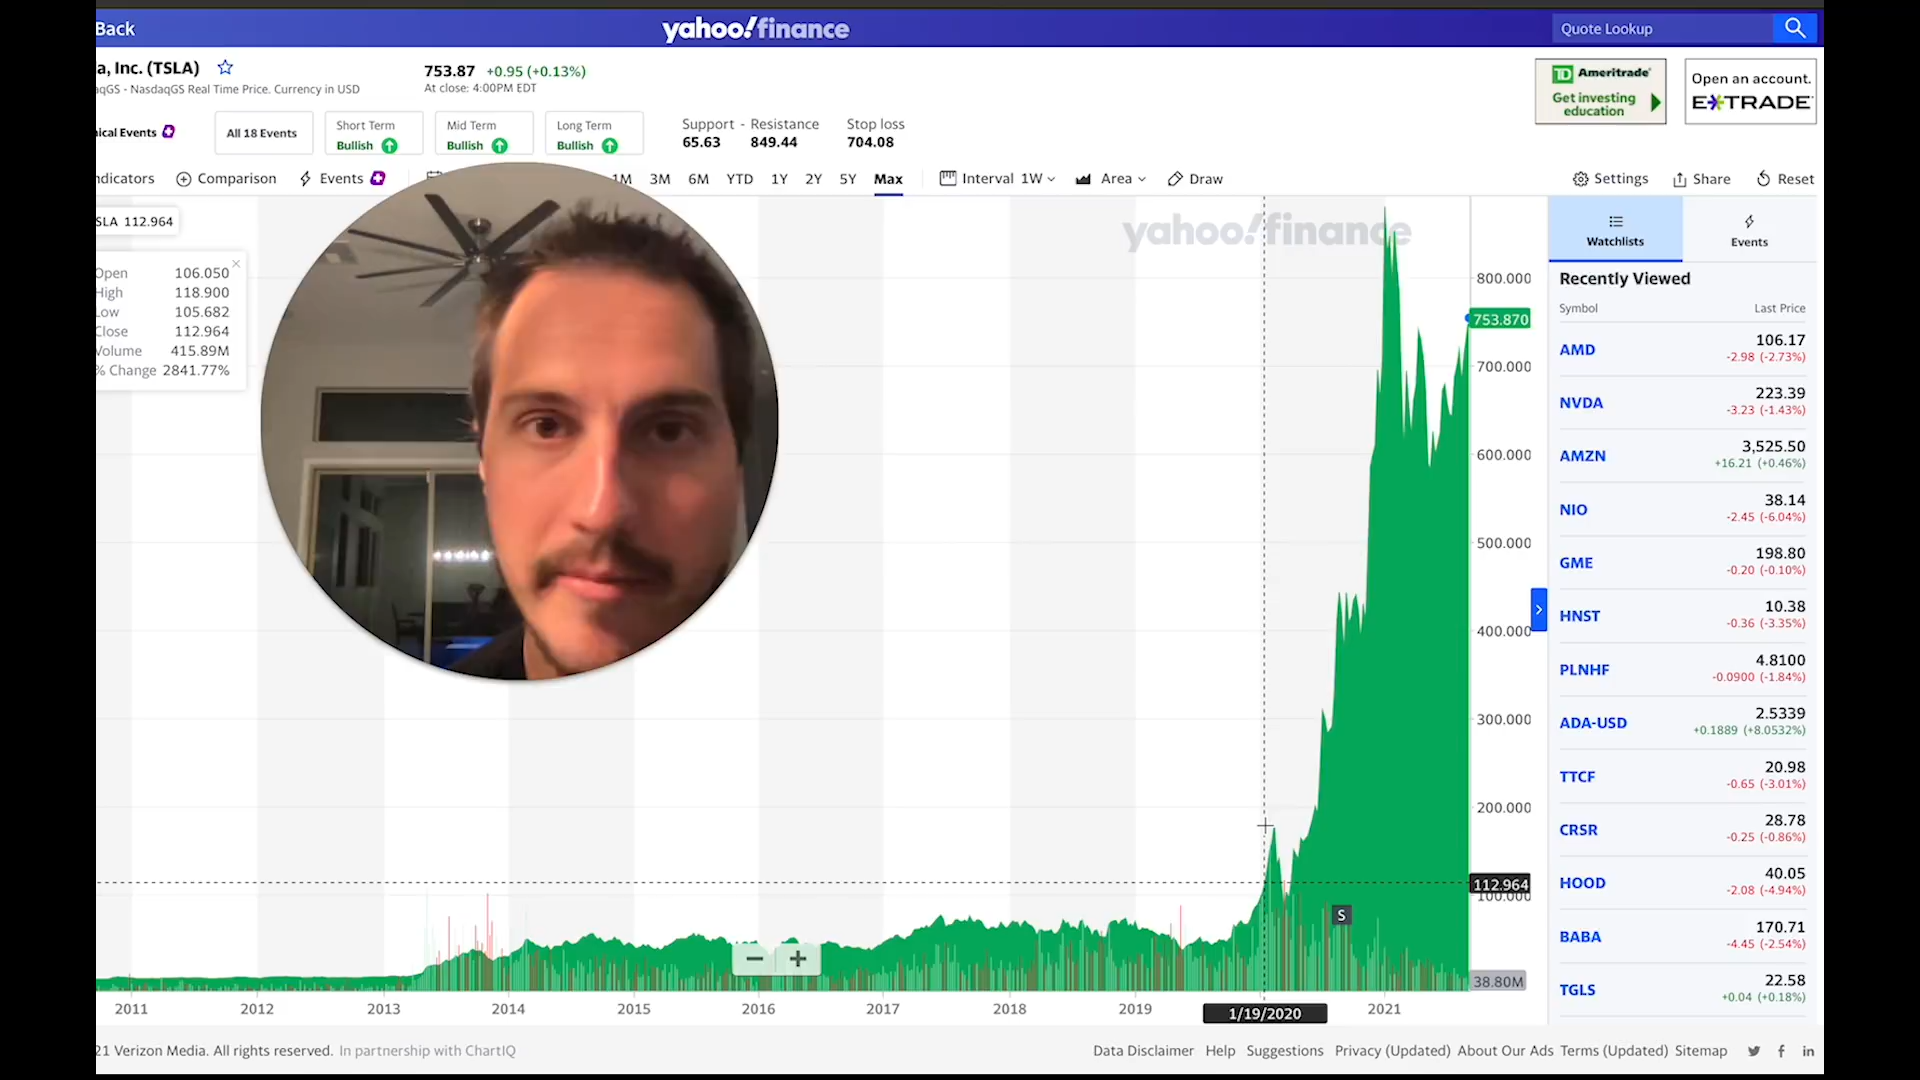 Back
yahoo!finance
Quote Lookup
a, Inc. (TSLA)
753.87 +0.95 (+0.13%)
aqGS - NasdaqGS Real Time Price. Currency in USD
At close: 4:00PM EDT
TD Ameritrade
Get investing
education
Open an account.
E*TRADE
ical Events
All 18 Events
Short Term
Bullish
Mid Term
Bullish
Long Term
Bullish
Support - Resistance
65.63 849.44
Stop loss
704.08
ndicators
Comparison
Events
1M 3M 6M YTD 1Y 2Y 5Y Max
Interval 1W
Area
Draw
Settings
Share
Reset
SLA 112.964
Open 106.050
High 118.900
Low 105.682
Close 112.964
Volume 415.89M
% Change 2841.77%
yahoo!finance
800.000
753.870
700.000
600.000
500.000
400.000
300.000
200.000
112.964
100.000
38.80M
S
2011 2012 2013 2014 2015 2016 2017 2018 2019 1/19/2020 2021
Watchlists
Events
Recently Viewed
Symbol Last Price
AMD 106.17
-2.98 (-2.73%)
NVDA 223.39
-3.23 (-1.43%)
AMZN 3,525.50
+16.21 (+0.46%)
NIO 38.14
-2.45 (-6.04%)
GME 198.80
-0.20 (-0.10%)
HNST 10.38
-0.36 (-3.35%)
PLNHF 4.8100
-0.0900 (-1.84%)
ADA-USD 2.5339
+0.1889 (+8.0532%)
TTCF 20.98
-0.65 (-3.01%)
CRSR 28.78
-0.25 (-0.86%)
HOOD 40.05
-2.08 (-4.94%)
BABA 170.71
-4.45 (-2.54%)
TGLS 22.58
+0.04 (+0.18%)
21 Verizon Media. All rights reserved. In partnership with ChartIQ
Data Disclaimer Help Suggestions Privacy (Updated) About Our Ads Terms (Updated) Sitemap